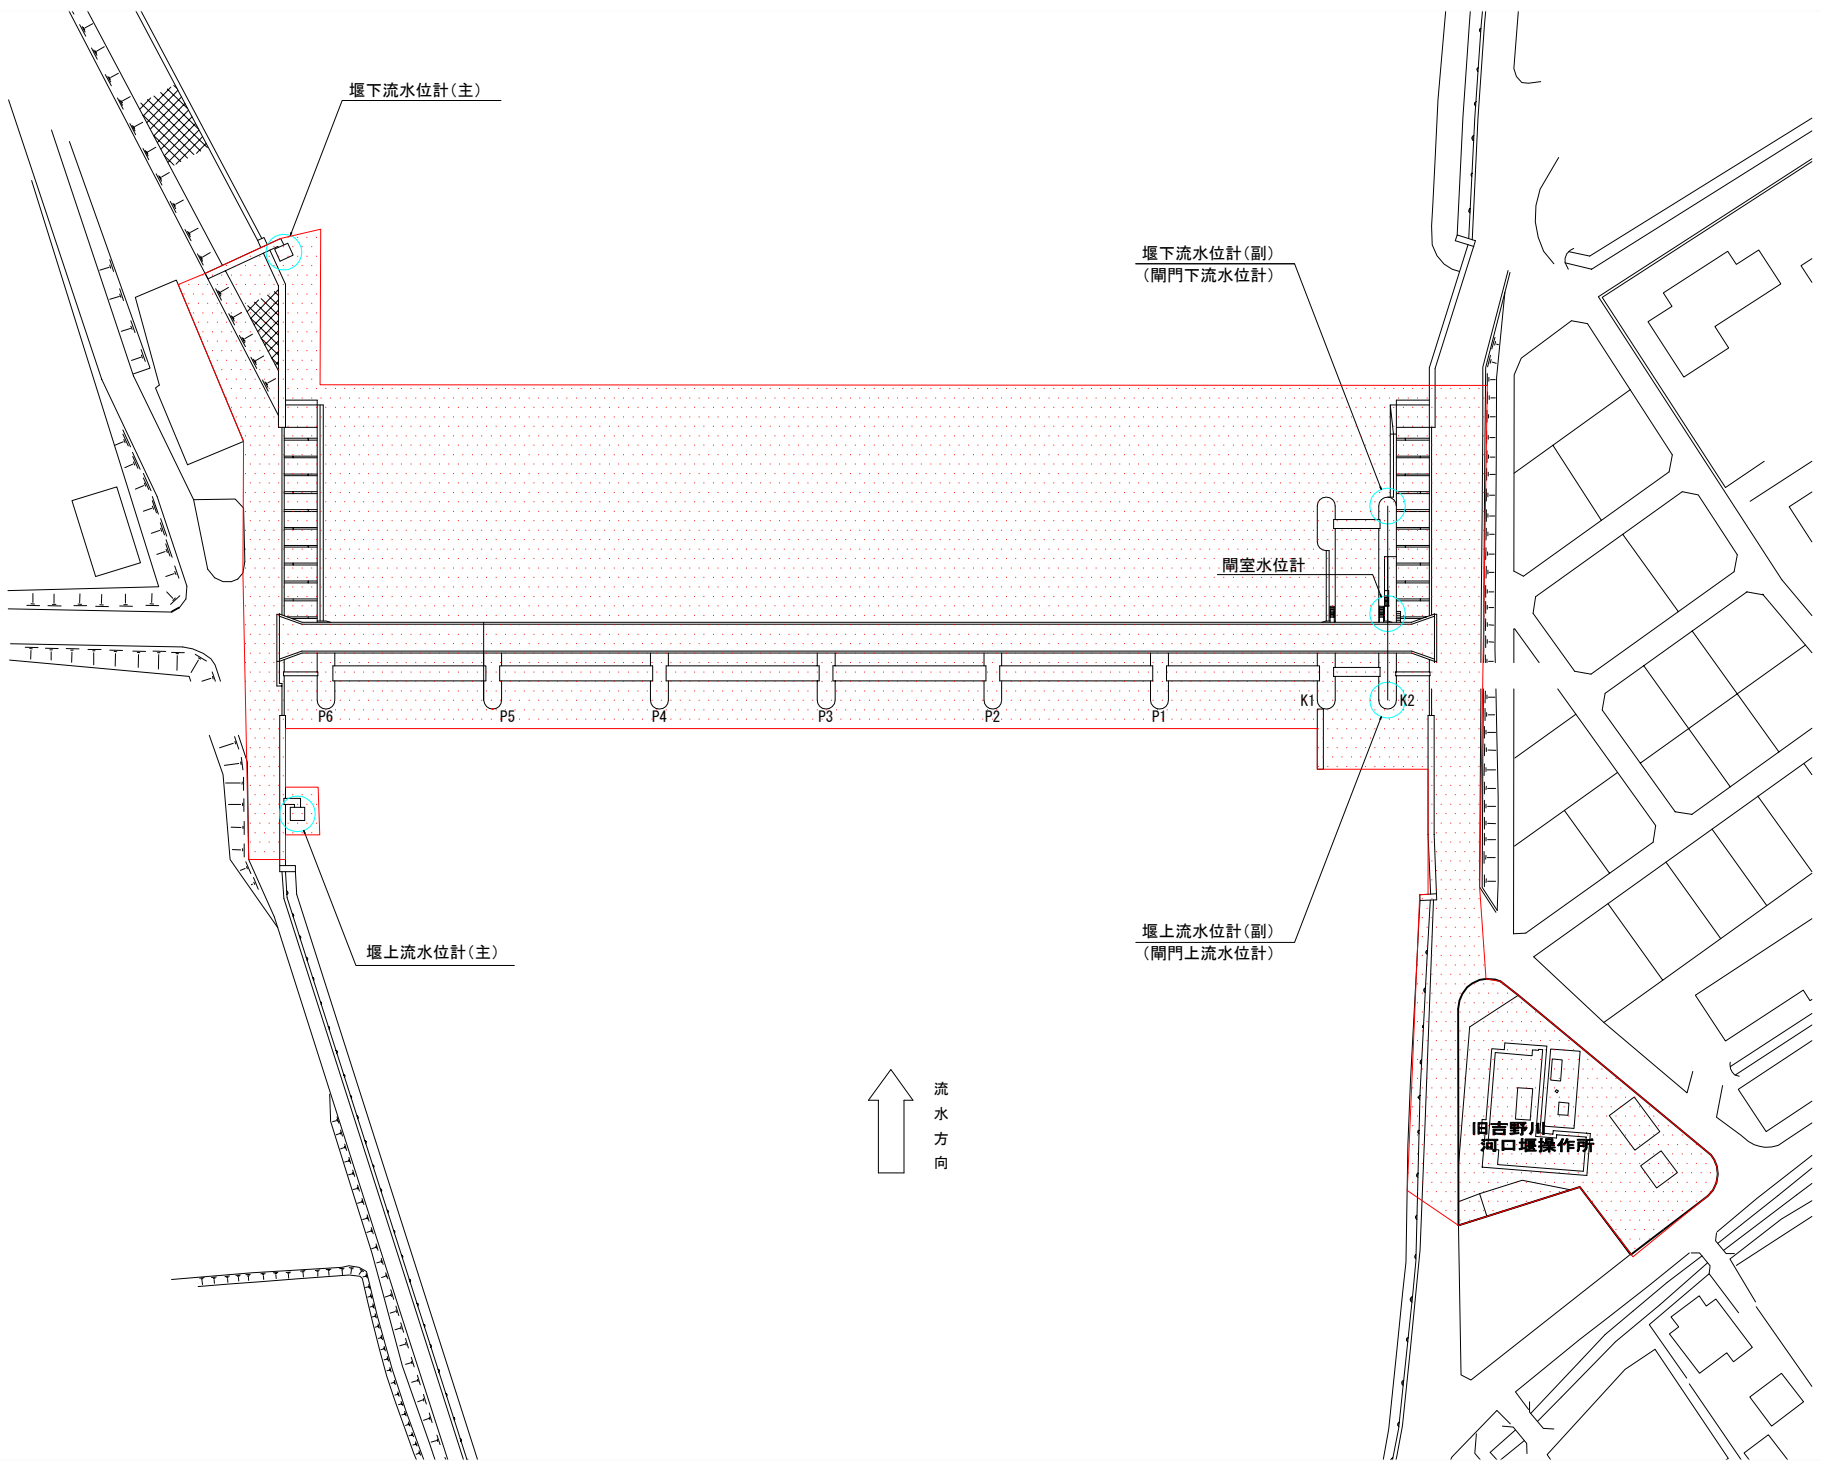 堰下流水位計(主)
堰下流水位計(副)
(閘門下流水位計)
閘室水位計
P6
P5
P4
P3
P2
P1
K1
K2
堰上流水位計(主)
堰上流水位計(副)
(閘門上流水位計)
流
水
方
向
旧吉野川
河口堰操作所